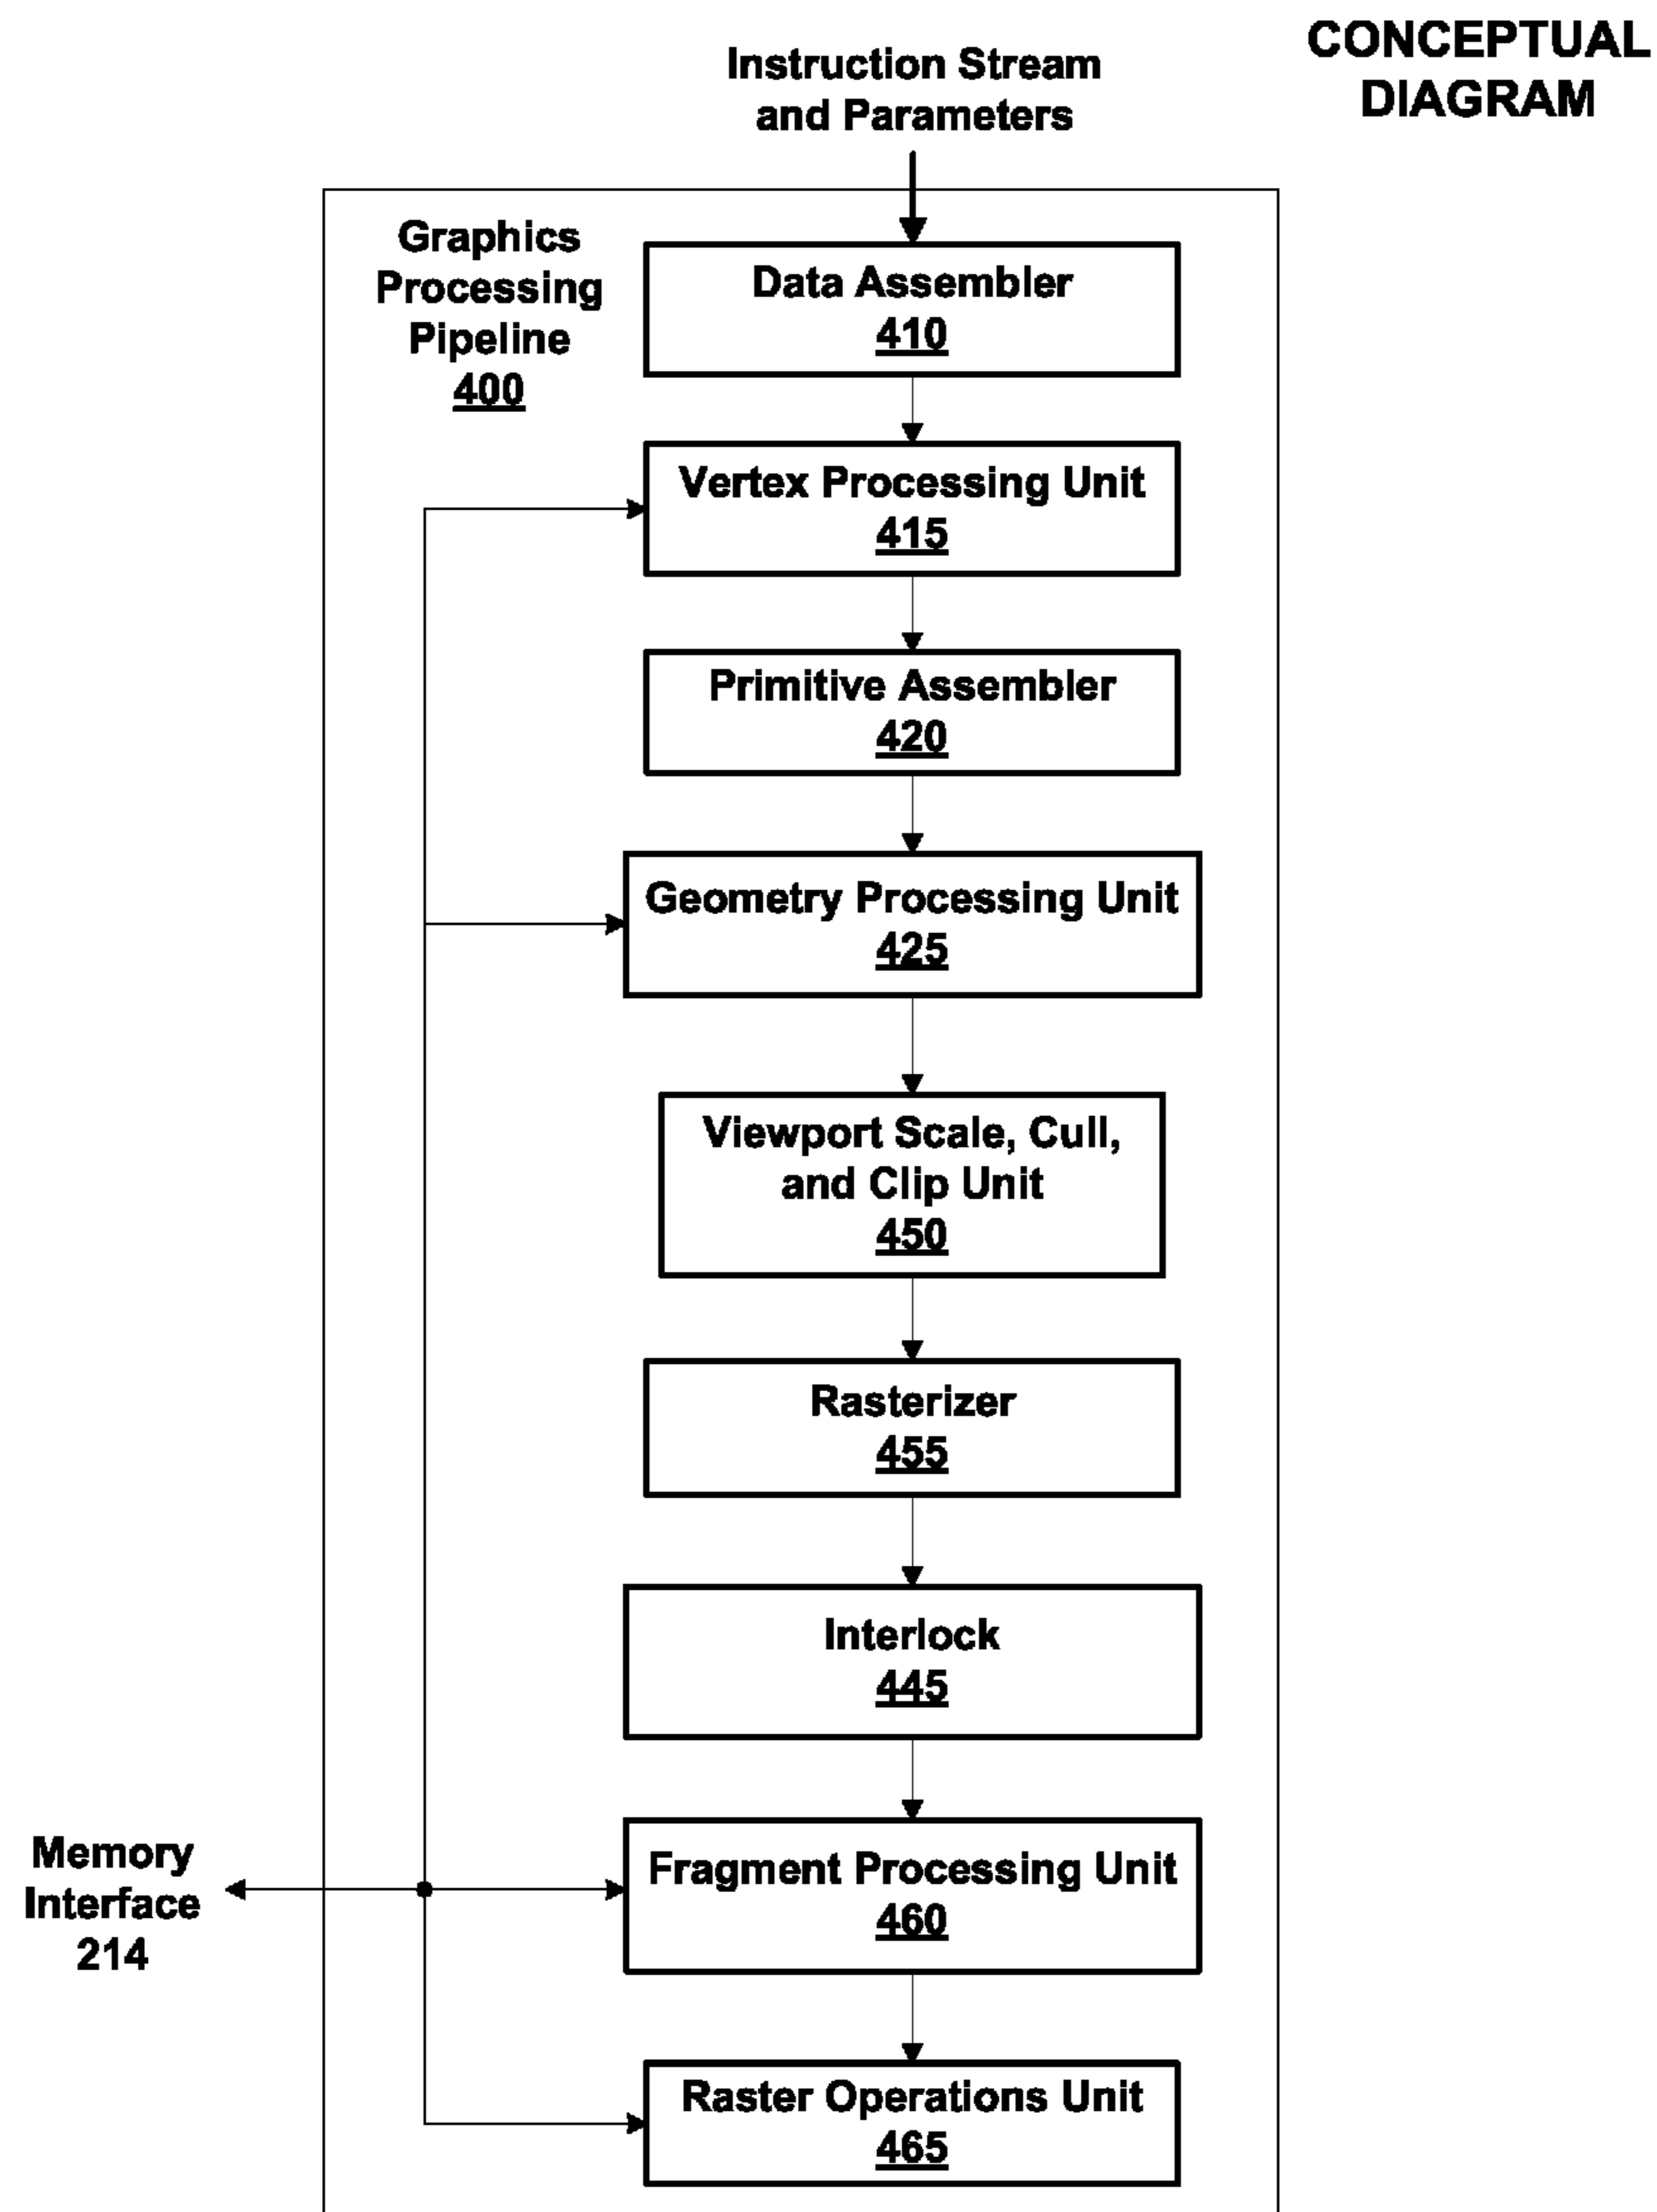 CONCEPTUAL
DIAGRAM
Instruction Stream
and Parameters
Graphics
Processing
Pipeline
400
Data Assembler
410
Vertex Processing Unit
415
Primitive Assembler
420
Geometry Processing Unit
425
Viewport Scale, Cull,
and Clip Unit
450
Rasterizer
455
Interlock
445
Memory
Interface
214
Fragment Processing Unit
460
Raster Operations Unit
465